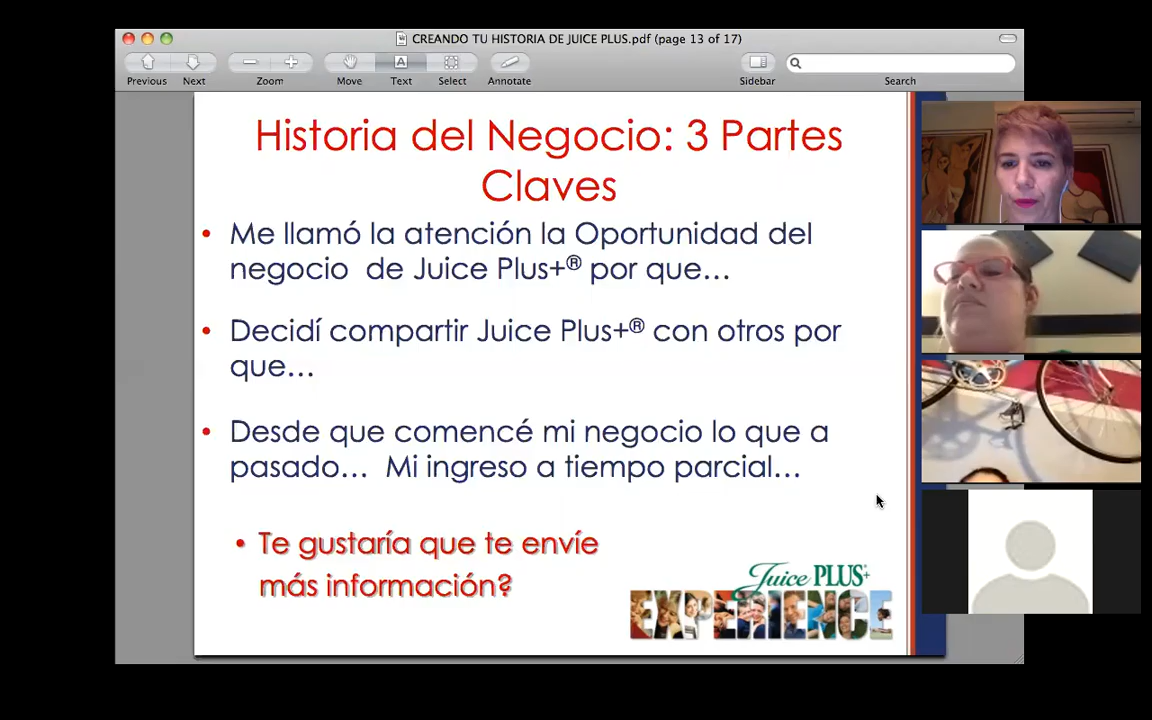 CREANDO TU HISTORIA DE JUICE PLUS.pdf (page 13 of 17)
Previous Next Zoom Move Text Select Annotate Sidebar Search
A
Historia del Negocio: 3 Partes
Claves
• Me llamó la atención la Oportunidad del
negocio de Juice Plus+® por que...
• Decidí compartir Juice Plus+® con otros por
que...
• Desde que comencé mi negocio lo que a
pasado... Mi ingreso a tiempo parcial...
• Te gustaría que te envíe
más información?
Juice PLUS+®
EXPERIENCE